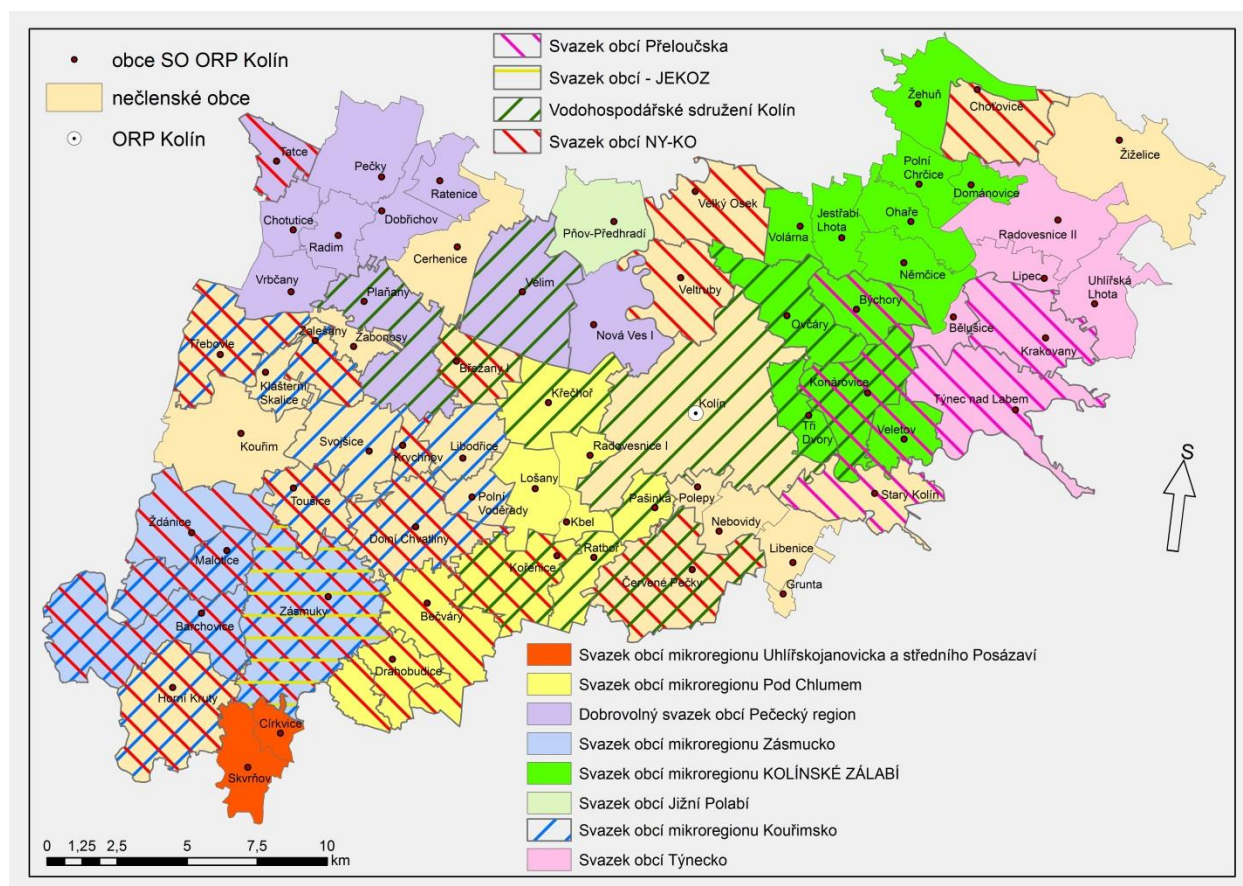 obce SO ORP Kolín
nečlenské obce
ORP Kolín
Svazek obcí Přeloučska
Svazek obcí - JEKOZ
Vodohospodářské sdružení Kolín
Svazek obcí NY-KO
Žehuň
Choťovice
Žiželice
Tatce
Pečky
Ratenice
Polní
Chrčice
Dománovice
Velký Osek
Chotutice
Dobřichov
Radim
Pňov-Předhradí
Volárna
Jestřabí
Lhota
Ohaře
Radovesnice II
Cerhenice
Němčice
Lipec
Uhlířská
Lhota
Vrbčany
Plaňany
Velim
Veltruby
Býchory
Ovčáry
Bělušice
Krakovany
Nová Ves I
Zalešany
Žabonosy
Třebovle
Břežany I
Klášterní
Skalice
Konárovice
Týnec nad Labem
Křečhoř
Kolín
Tři
Dvory
Veletov
Kouřim
Svojšice
Krychnov
Libodřice
Radovesnice I
S
Lošany
Toušice
Polní
Voděrady
Pašinka
Polepy
Starý Kolín
Kbel
Nebovidy
Ždánice
Dolní Chvatliny
Malotice
Kořenice
Ratboř
Libenice
Červené Pečky
Grunta
Zásmuky
Bečváry
Barchovice
Drahobudice
Horní Kruty
Církvice
Skvrňov
Svazek obcí mikroregionu Uhlířskojanovicka a středního Posázaví
Svazek obcí mikroregionu Pod Chlumem
Dobrovolný svazek obcí Pečecký region
Svazek obcí mikroregionu Zásmucko
Svazek obcí mikroregionu KOLÍNSKÉ ZÁLABÍ
Svazek obcí Jižní Polabí
Svazek obcí mikroregionu Kouřimsko
Svazek obcí Týnecko
0 1,25 2,5 5 7,5 10
km